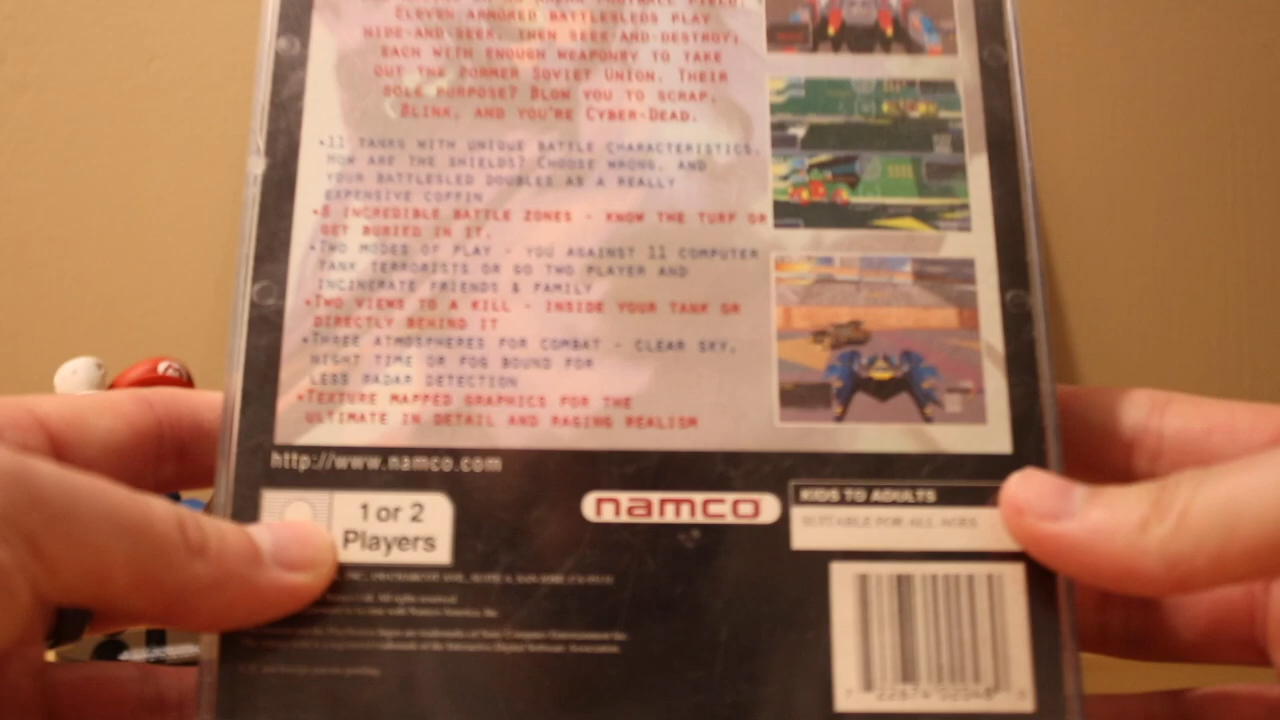 ELEVEN ARMORED BATTLESLEDS PLAY
HIDE-AND-SEEK, THEN SEEK-AND-DESTROY;
EACH WITH ENOUGH WEAPONRY TO TAKE
OUT THE FORMER SOVIET UNION. THEIR
SOLE PURPOSE? BLOW YOU TO SCRAP.
BLINK, AND YOU'RE CYBER-DEAD.
•11 TANKS WITH UNIQUE BATTLE CHARACTERISTICS.
HOW ARE THE SHIELDS? CHOOSE WRONG, AND
YOUR BATTLESLED DOUBLES AS A REALLY
EXPENSIVE COFFIN
•8 INCREDIBLE BATTLE ZONES - KNOW THE TURF OR
GET BURIED IN IT.
•TWO MODES OF PLAY - YOU AGAINST 11 COMPUTER
TANK TERRORISTS OR GO TWO PLAYER AND
INCINERATE FRIENDS & FAMILY
•TWO VIEWS TO A KILL - INSIDE YOUR TANK OR
DIRECTLY BEHIND IT
•THREE ATMOSPHERES FOR COMBAT - CLEAR SKY,
NIGHT TIME OR FOG BOUND FOR
LESS RADAR DETECTION
•TEXTURE MAPPED GRAPHICS FOR THE
ULTIMATE IN DETAIL AND RAGING REALISM
http://www.namco.com
1 or 2
Players
namco
KIDS TO ADULTS
SUITABLE FOR ALL AGES
All rights reserved.